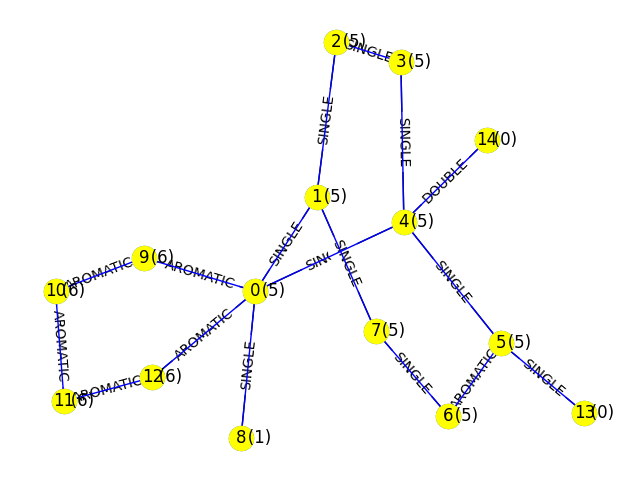 2(5)
SINGLE
3(5)
SINGLE
SINGLE
14(0)
DOUBLE
1(5)
4(5)
SINGLE
SINGLE
9(6)
AROMATIC
AROMATIC
10(6)
0(5)
SINGLE
AROMATIC
AROMATIC
7(5)
5(5)
SINGLE
SINGLE
AROMATIC
SINGLE
12(6)
AROMATIC
11(6)
6(5)
13(0)
8(1)